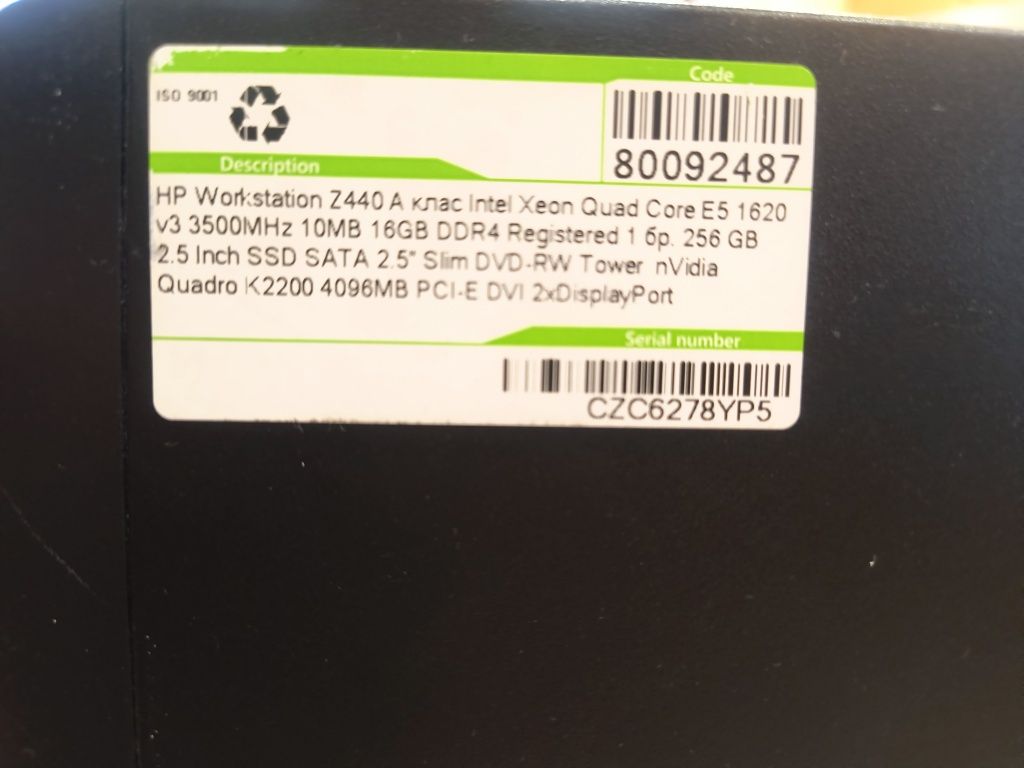 Code
ISO 9001
80092487
Description
HP Workstation Z440 A клас Intel Xeon Quad Core E5 1620
v3 3500MHz 10MB 16GB DDR4 Registered 1 бр. 256 GB
2.5 Inch SSD SATA 2.5" Slim DVD-RW Tower nVidia
Quadro K2200 4096MB PCI-E DVI 2xDisplayPort
Serial number
CZC6278YP5